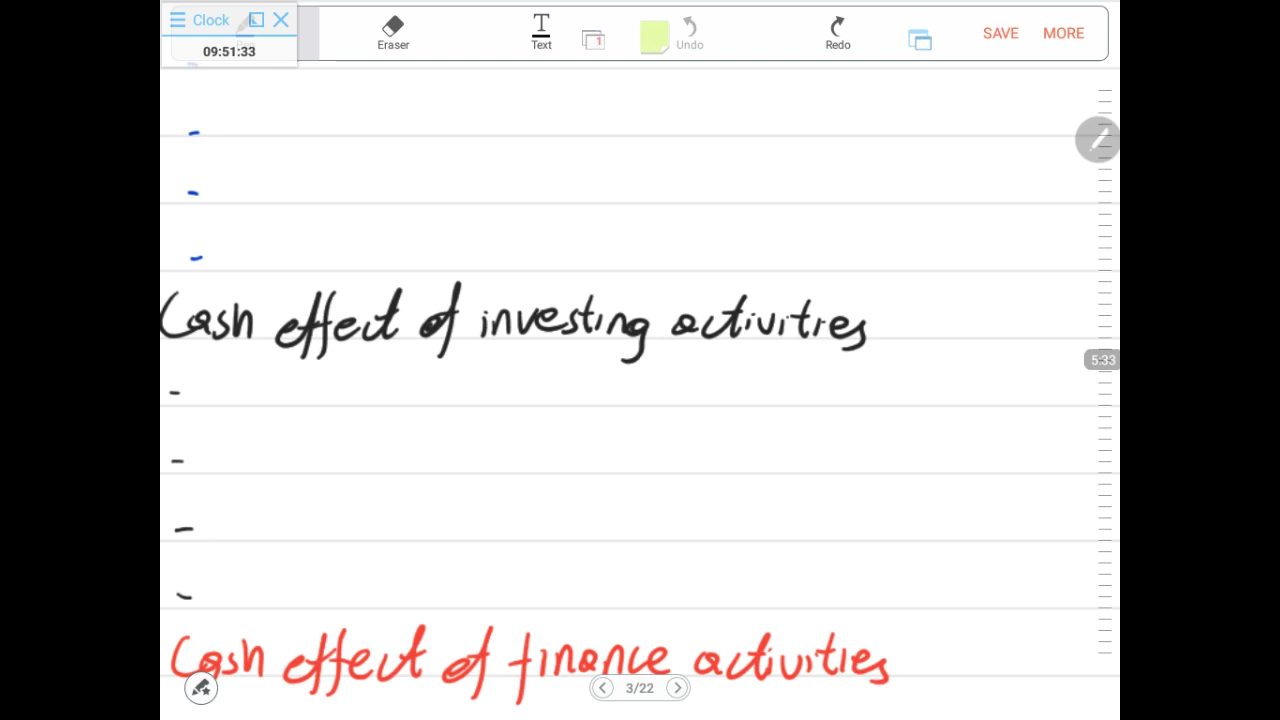 Clock
09:51:33
Eraser
T
Text
1
Undo
Redo
SAVE
MORE
-
-
-
Cash effect of investing activities
5:33
-
-
-
-
Cash effect of finance activities
3/22